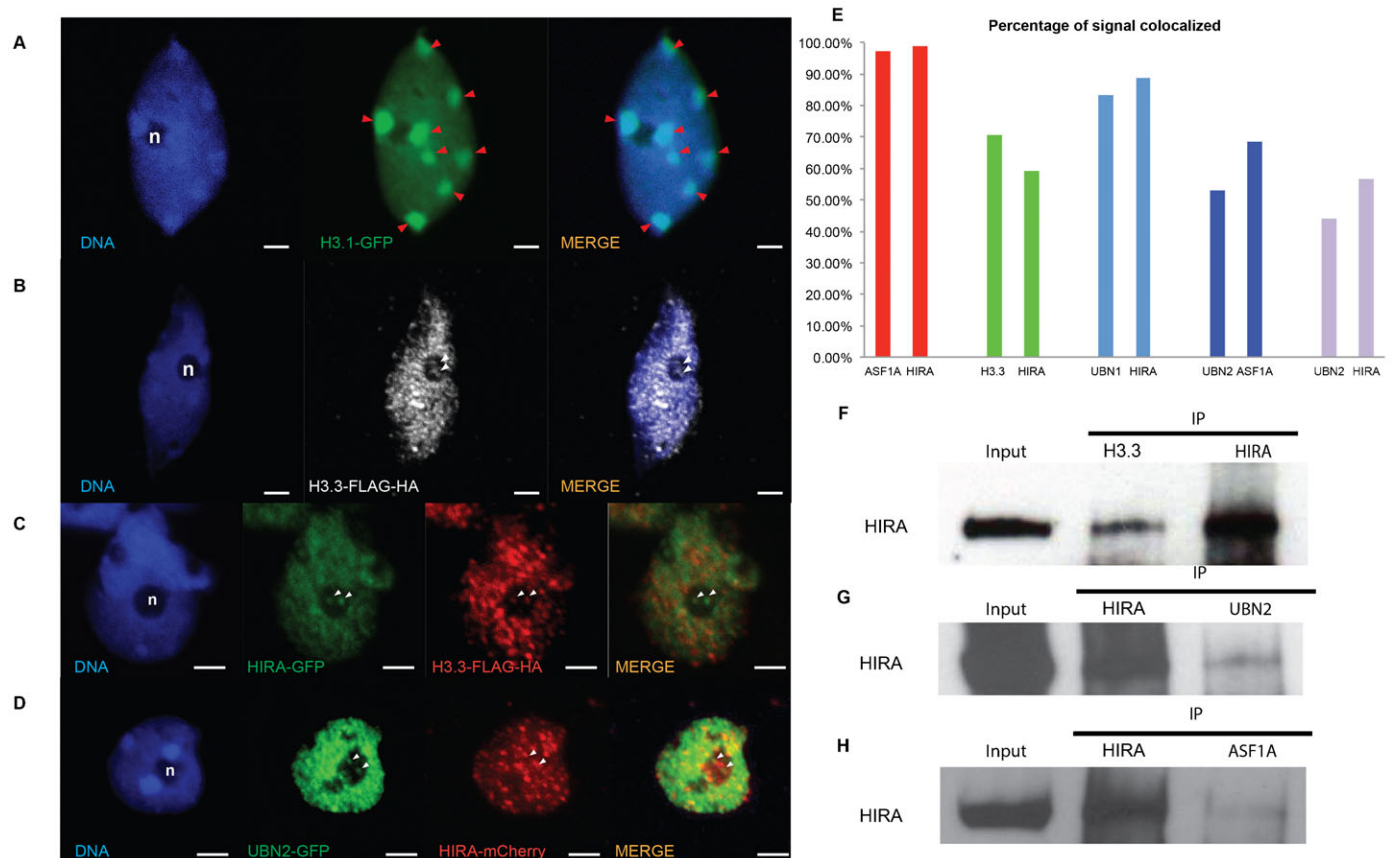 A
n
DNA
H3.1-GFP
MERGE
B
n
DNA
H3.3-FLAG-HA
MERGE
C
n
DNA
HIRA-GFP
H3.3-FLAG-HA
MERGE
D
n
DNA
UBN2-GFP
HIRA-mCherry
MERGE
E
Percentage of signal colocalized
100.00%
90.00%
80.00%
70.00%
60.00%
50.00%
40.00%
30.00%
20.00%
10.00%
0.00%
ASF1A HIRA H3.3 HIRA UBN1 HIRA UBN2 ASF1A UBN2 HIRA
F
IP
Input H3.3 HIRA
HIRA
G
IP
Input HIRA UBN2
HIRA
H
IP
Input HIRA ASF1A
HIRA